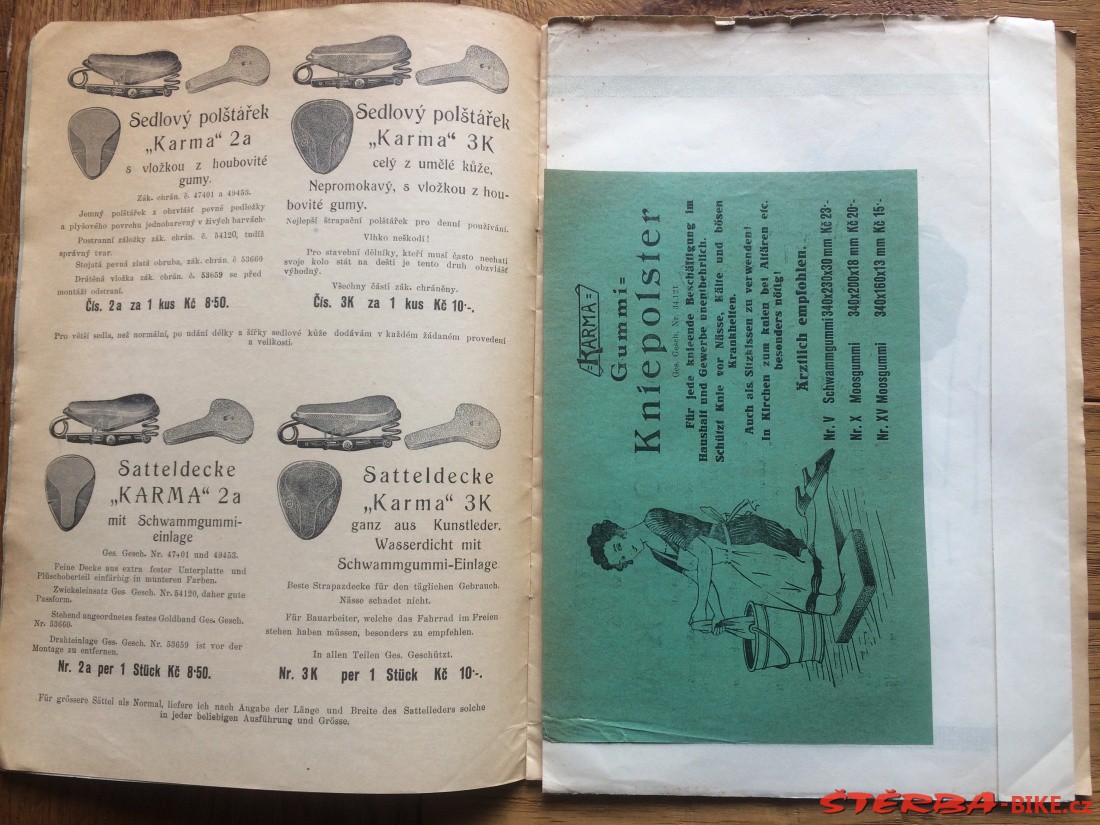 Sedlový polštářek
„Karma“ 2a
s vložkou z houbovité
gumy.
Zák. chrán. č. 47401 a 49453.
Jemný polštářek z obzvlášť pevné podložky
a plyšového povrchu jednobarevný v živých barvách·
Postranní záložky zák. chrán. č. 54120, tudíž
správný tvar.
Stojatá pevná zlatá obruba, zák. chrán. č 53660
Drátěná vložka zák. chrán. č. 53659 se před
montáží odstraní.
Čís. 2a za 1 kus Kč 8·50.
Sedlový polštářek
„Karma“ 3K
celý z umělé kůže,
Nepromokavý, s vložkou z hou-
bovité gumy.
Nejlepší štrapační polštářek pro denní používání.
Vlhko neškodí!
Pro stavební dělníky, kteří musí často nechati
svoje kolo stát na dešti je tento druh obzvlášť
výhodný.
Všechny části zák. chráněny.
Čís. 3K za 1 kus Kč 10·-.
Pro větší sedla, než normální, po udání délky a šířky sedlové kůže dodávám v každém žádaném provedení
a velikosti.
Satteldecke
„KARMA“ 2a
mit Schwammgummi-
einlage
Ges. Gesch. Nr. 47401 und 49453.
Feine Decke aus extra fester Unterplatte und
Plüschoberteil einfärbig in munteren Farben.
Zwickeleinsatz Ges. Gesch. Nr. 54120, daher gute
Passform.
Stehend angeordnetes festes Goldband Ges. Gesch.
Nr. 53660.
Drahteinlage Ges. Gesch. Nr. 53659 ist vor der
Montage zu entfernen.
Nr. 2a per 1 Stück Kč 8·50.
Satteldecke
„Karma“ 3K
ganz aus Kunstleder.
Wasserdicht mit
Schwammgummi-Einlage
Beste Strapazdecke für den täglichen Gebrauch.
Nässe schadet nicht.
Für Bauarbeiter, welche das Fahrrad im Freien
stehen haben müssen, besonders zu empfehlen.
In allen Teilen Ges. Geschützt.
Nr. 3K per 1 Stück Kč 10·-.
Für grössere Sättel als Normal, liefere ich nach Angabe der Länge und Breite des Sattelleders solche
in jeder beliebigen Ausführung und Grösse.
KARMA
Gummi=
Kniepolster
Ges. Gesch. Nr. 34121
Für jede knieende Beschäftigung im
Haushalt und Gewerbe unentbehrlich.
Schützt Knie vor Nässe, Kälte und bösen
Krankheiten.
Auch als Sitzkissen zu verwenden!
In Kirchen zum knien bei Altären etc.
besonders nötig!
Ärztlich empfohlen.
Nr. V Schwammgummi 340x230x30 mm Kč 23·-
Nr. X Moosgummi 340x200x18 mm Kč 20·-
Nr. XV Moosgummi 340x160x13 mm Kč 15·-
ŠTĚRBA-BIKE.cz